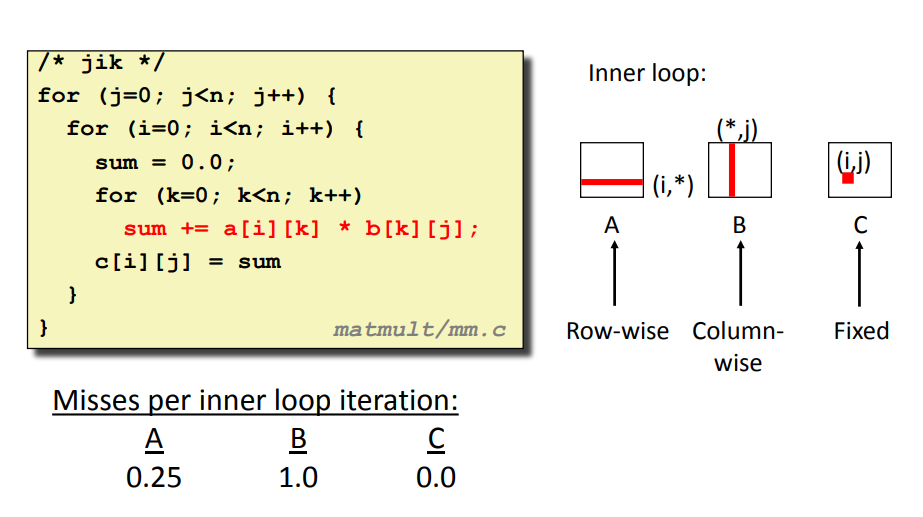 /* jik */
for (j=0; j<n; j++) {
  for (i=0; i<n; i++) {
    sum = 0.0;
    for (k=0; k<n; k++)
      sum += a[i][k] * b[k][j];
    c[i][j] = sum
  }
}
matmult/mm.c
Inner loop:
(*,j)
(i,j)
(i,*)
A B C
Row-wise Column-
wise Fixed
Misses per inner loop iteration:
A B C
0.25 1.0 0.0